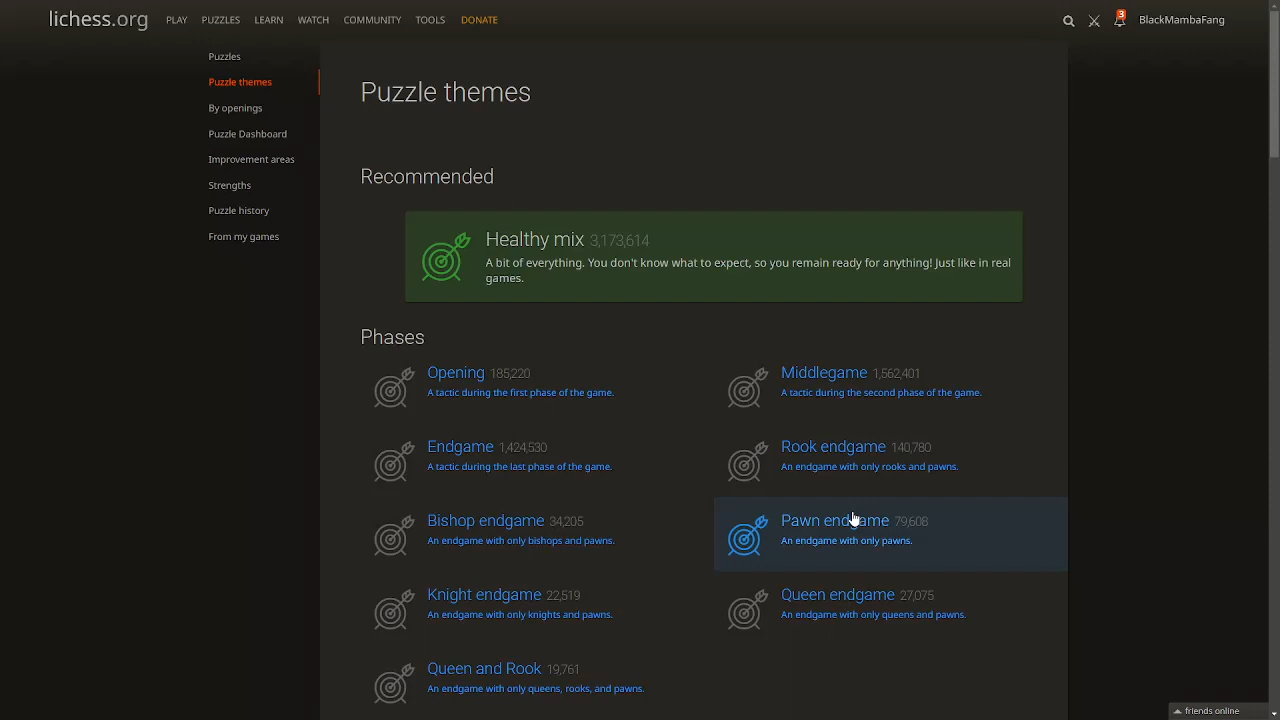 lichess.org PLAY PUZZLES LEARN WATCH COMMUNITY TOOLS DONATE 3 BlackMambaFang
Puzzles
Puzzle themes
By openings
Puzzle Dashboard
Improvement areas
Strengths
Puzzle history
From my games
Puzzle themes
Recommended
Healthy mix 3,173,614
A bit of everything. You don't know what to expect, so you remain ready for anything! Just like in real
games.
Phases
Opening 185,220
A tactic during the first phase of the game.
Middlegame 1,562,401
A tactic during the second phase of the game.
Endgame 1,424,530
A tactic during the last phase of the game.
Rook endgame 140,780
An endgame with only rooks and pawns.
Bishop endgame 34,205
An endgame with only bishops and pawns.
Pawn endgame 79,608
An endgame with only pawns.
Knight endgame 22,519
An endgame with only knights and pawns.
Queen endgame 27,075
An endgame with only queens and pawns.
Queen and Rook 19,761
An endgame with only queens, rooks, and pawns.
friends online